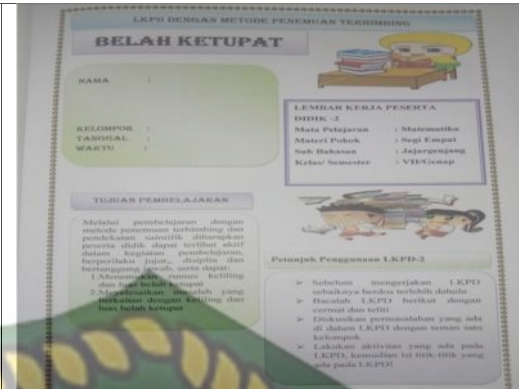 LKPD DENGAN METODE PENEMUAN TERBIMBING
BELAH KETUPAT
NAMA :
KELOMPOK :
TANGGAL :
WAKTU :
LEMBAR KERJA PESERTA
DIDIK -2
Mata Pelajaran : Matematika
Materi Pokok : Segi Empat
Sub Bahasan : Jajargenjang
Kelas/ Semester : VII/Genap
TUJUAN PEMBELAJARAN
Melalui pembelajaran dengan
metode penemuan terbimbing dan
pendekatan saintifik diharapkan
peserta didik dapat terlibat aktif
dalam kegiatan pembelajaran,
berperilaku jujur, disiplin dan
bertanggung jawab, serta dapat:
1.Menemukan rumus keliling
dan luas belah ketupat
2.Menyelesaikan masalah yang
berkaitan dengan keliling dan
luas belah ketupat
Petunjuk Penggunaan LKPD-2
➢ Sebelum mengerjakan LKPD
sebaiknya berdoa terlebih dahulu
➢ Bacalah LKPD berikut dengan
cermat dan teliti
➢ Diskusikan permasalahan yang ada
di dalam LKPD dengan teman satu
kelompok
➢ Lakukan aktivitas yang ada pada
LKPD, kemudian isi titik-titik yang
ada pada LKPD!